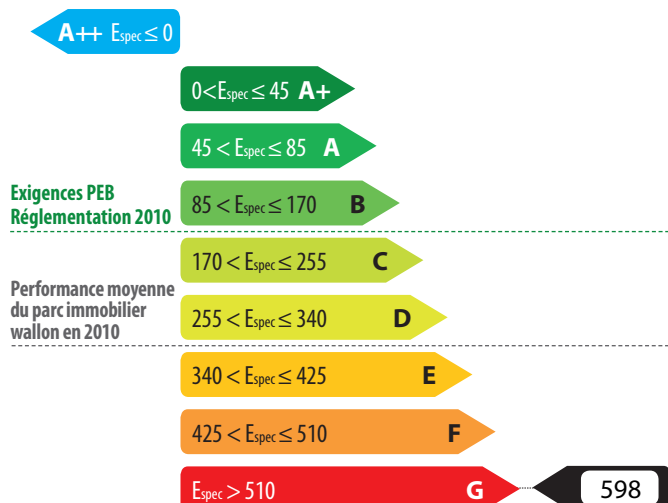 A++ Espec ≤ 0
0<Espec ≤ 45 A+
45 < Espec ≤ 85 A
Exigences PEB
Réglementation 2010
85 < Espec ≤ 170 B
170 < Espec ≤ 255 C
Performance moyenne
du parc immobilier
wallon en 2010
255 < Espec ≤ 340 D
340 < Espec ≤ 425 E
425 < Espec ≤ 510 F
Espec > 510 G
598